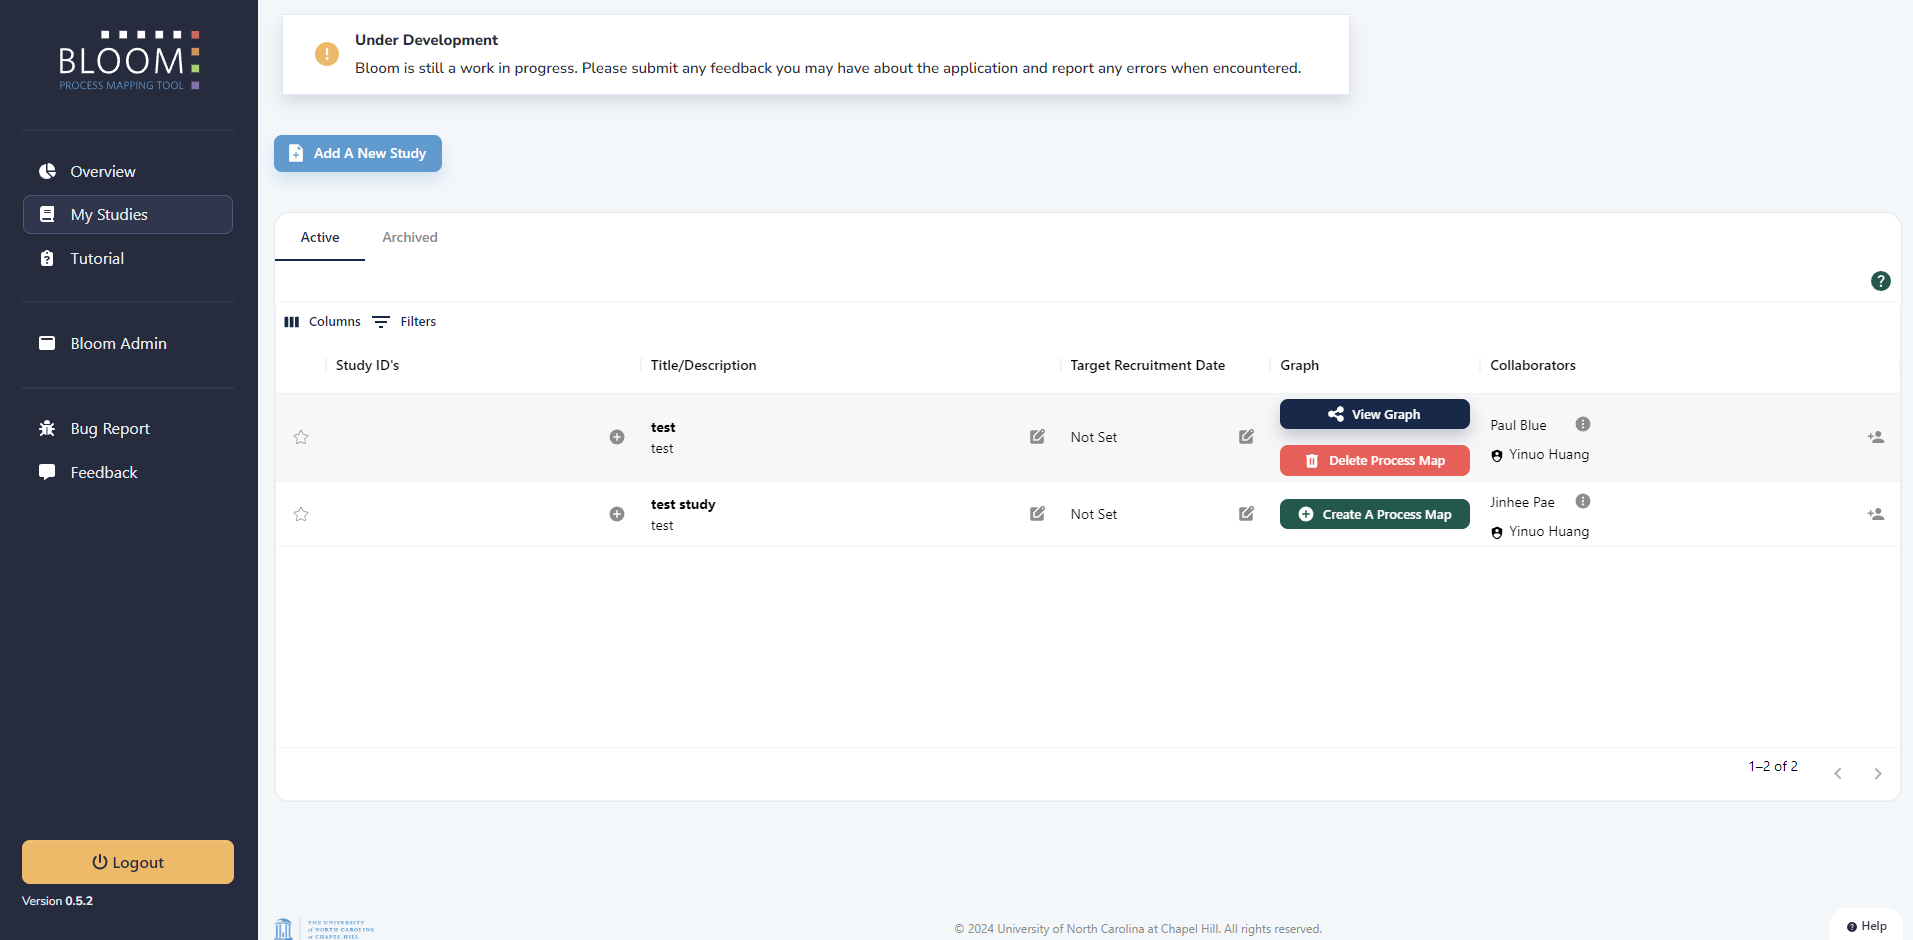 BLOOM
PROCESS MAPPING TOOL
Overview
My Studies
Tutorial
Bloom Admin
Bug Report
Feedback
Logout
Version 0.5.2
Under Development
Bloom is still a work in progress. Please submit any feedback you may have about the application and report any errors when encountered.
Add A New Study
Active Archived
Columns Filters
Study ID's Title/Description Target Recruitment Date Graph Collaborators
test
test
Not Set
View Graph
Delete Process Map
Paul Blue
Yinuo Huang
test study
test
Not Set
Create A Process Map
Jinhee Pae
Yinuo Huang
1–2 of 2
THE UNIVERSITY
of NORTH CAROLINA
at CHAPEL HILL
© 2024 University of North Carolina at Chapel Hill. All rights reserved.
Help